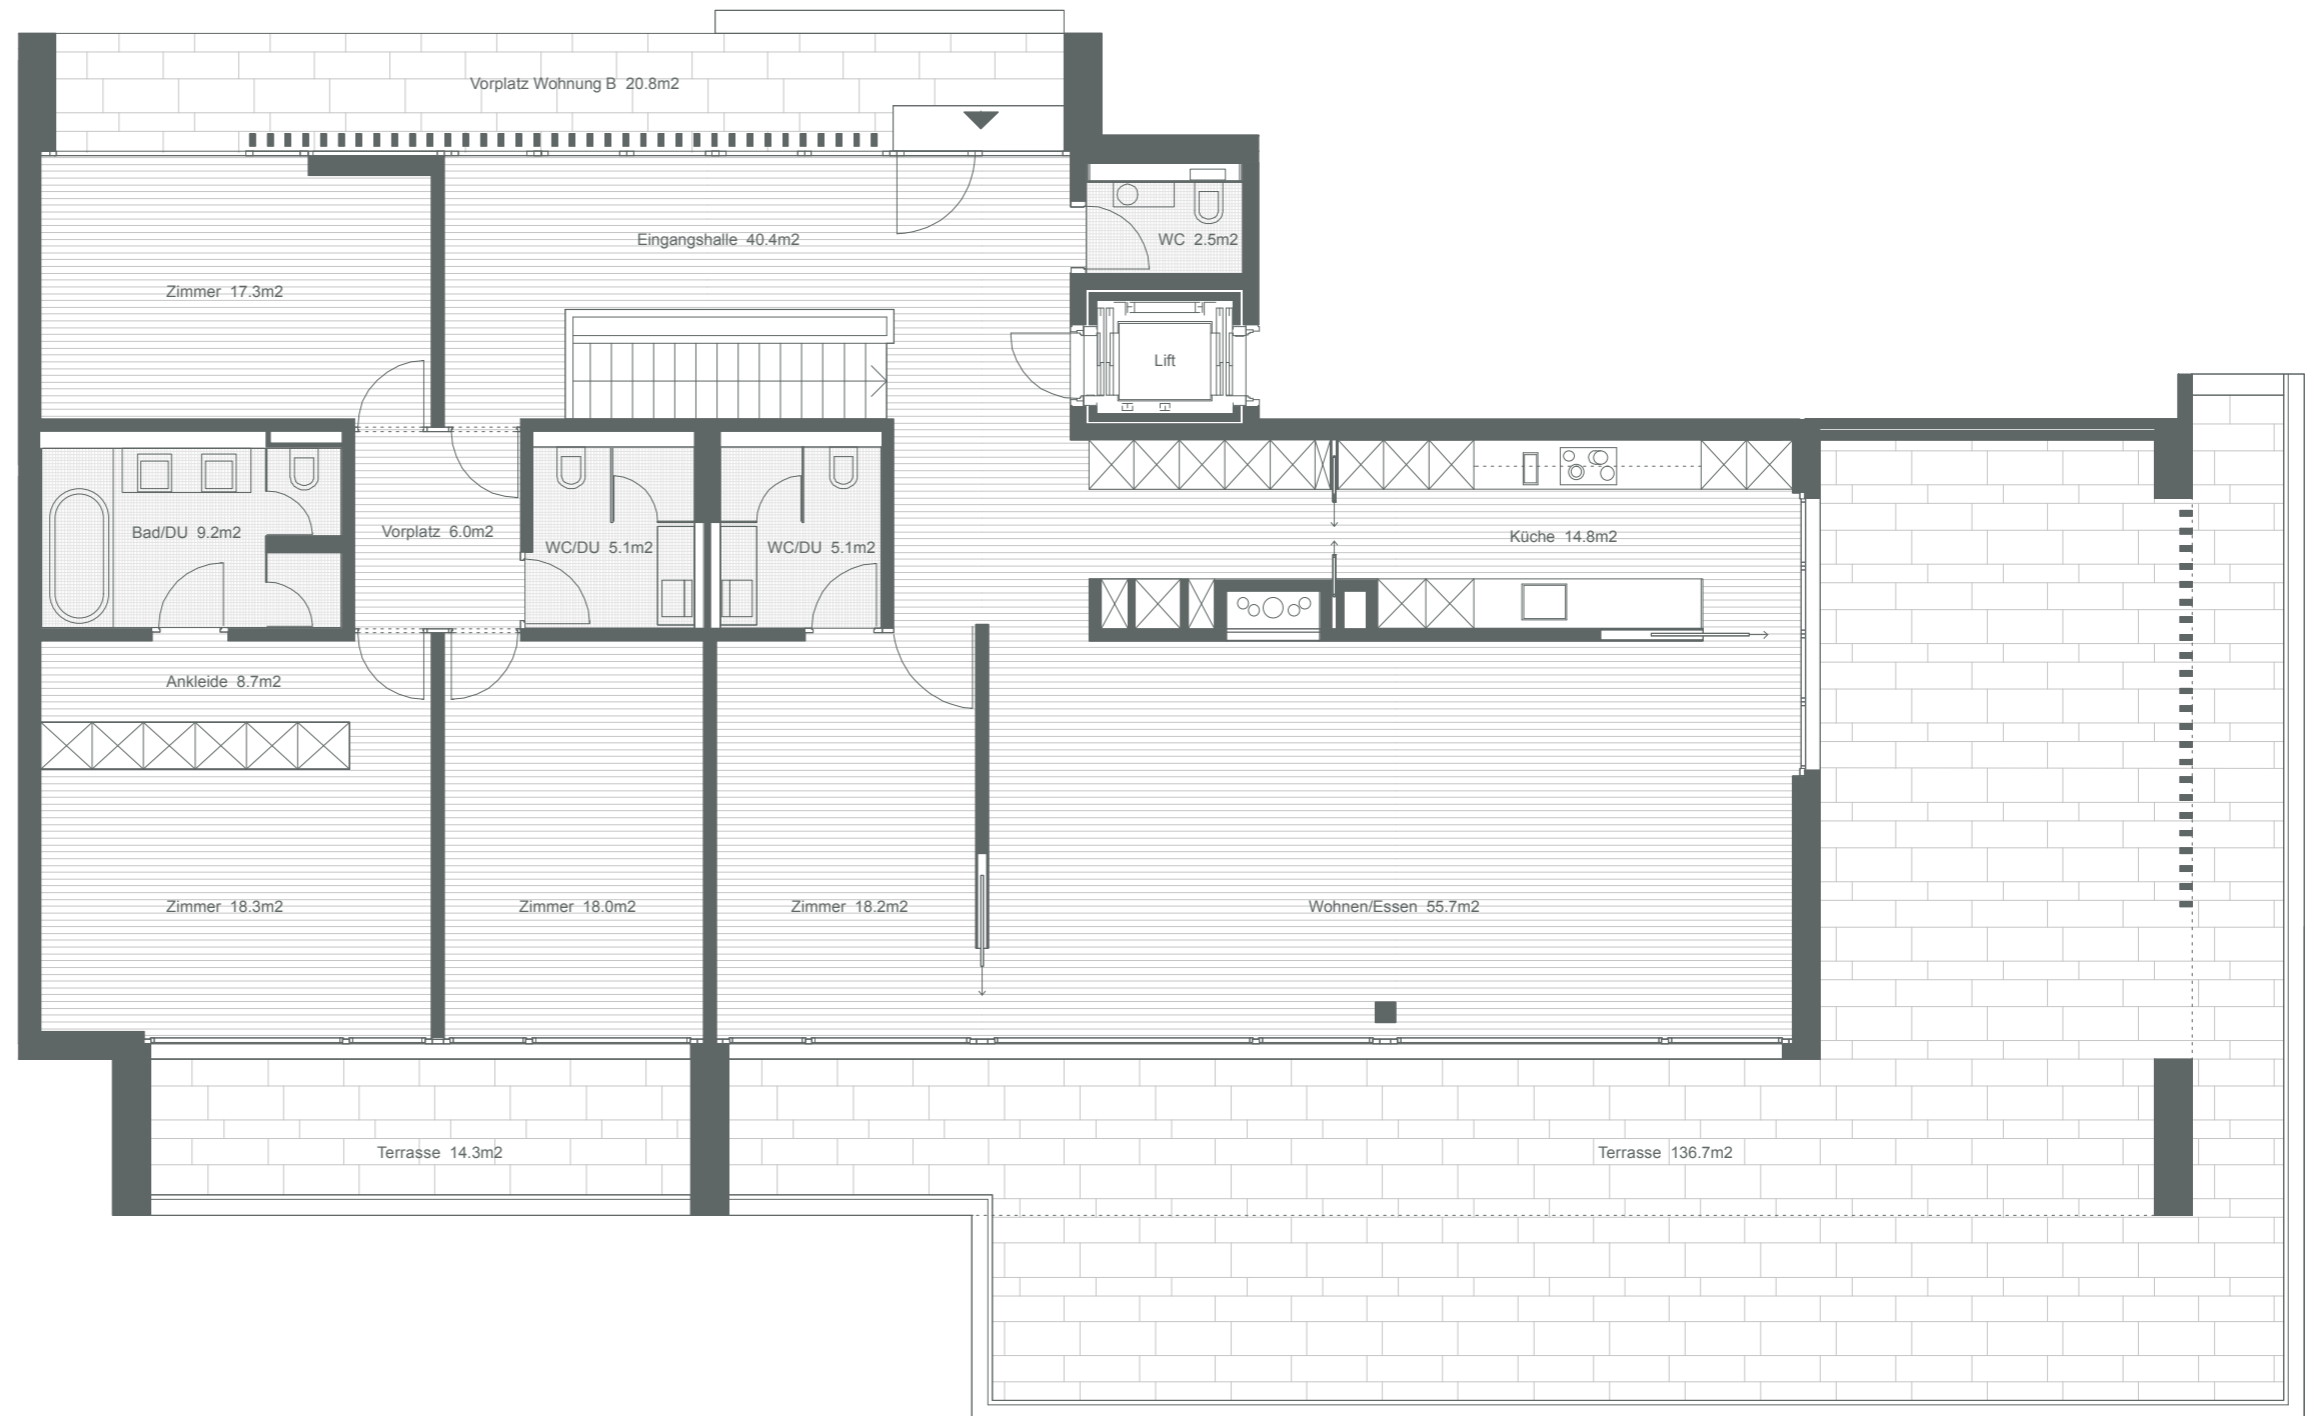 Vorplatz Wohnung B 20.8m2
Eingangshalle 40.4m2
WC 2.5m2
Zimmer 17.3m2
Lift
Bad/DU 9.2m2
Vorplatz 6.0m2
WC/DU 5.1m2
WC/DU 5.1m2
Küche 14.8m2
Ankleide 8.7m2
Zimmer 18.3m2
Zimmer 18.0m2
Zimmer 18.2m2
Wohnen/Essen 55.7m2
Terrasse 14.3m2
Terrasse 136.7m2